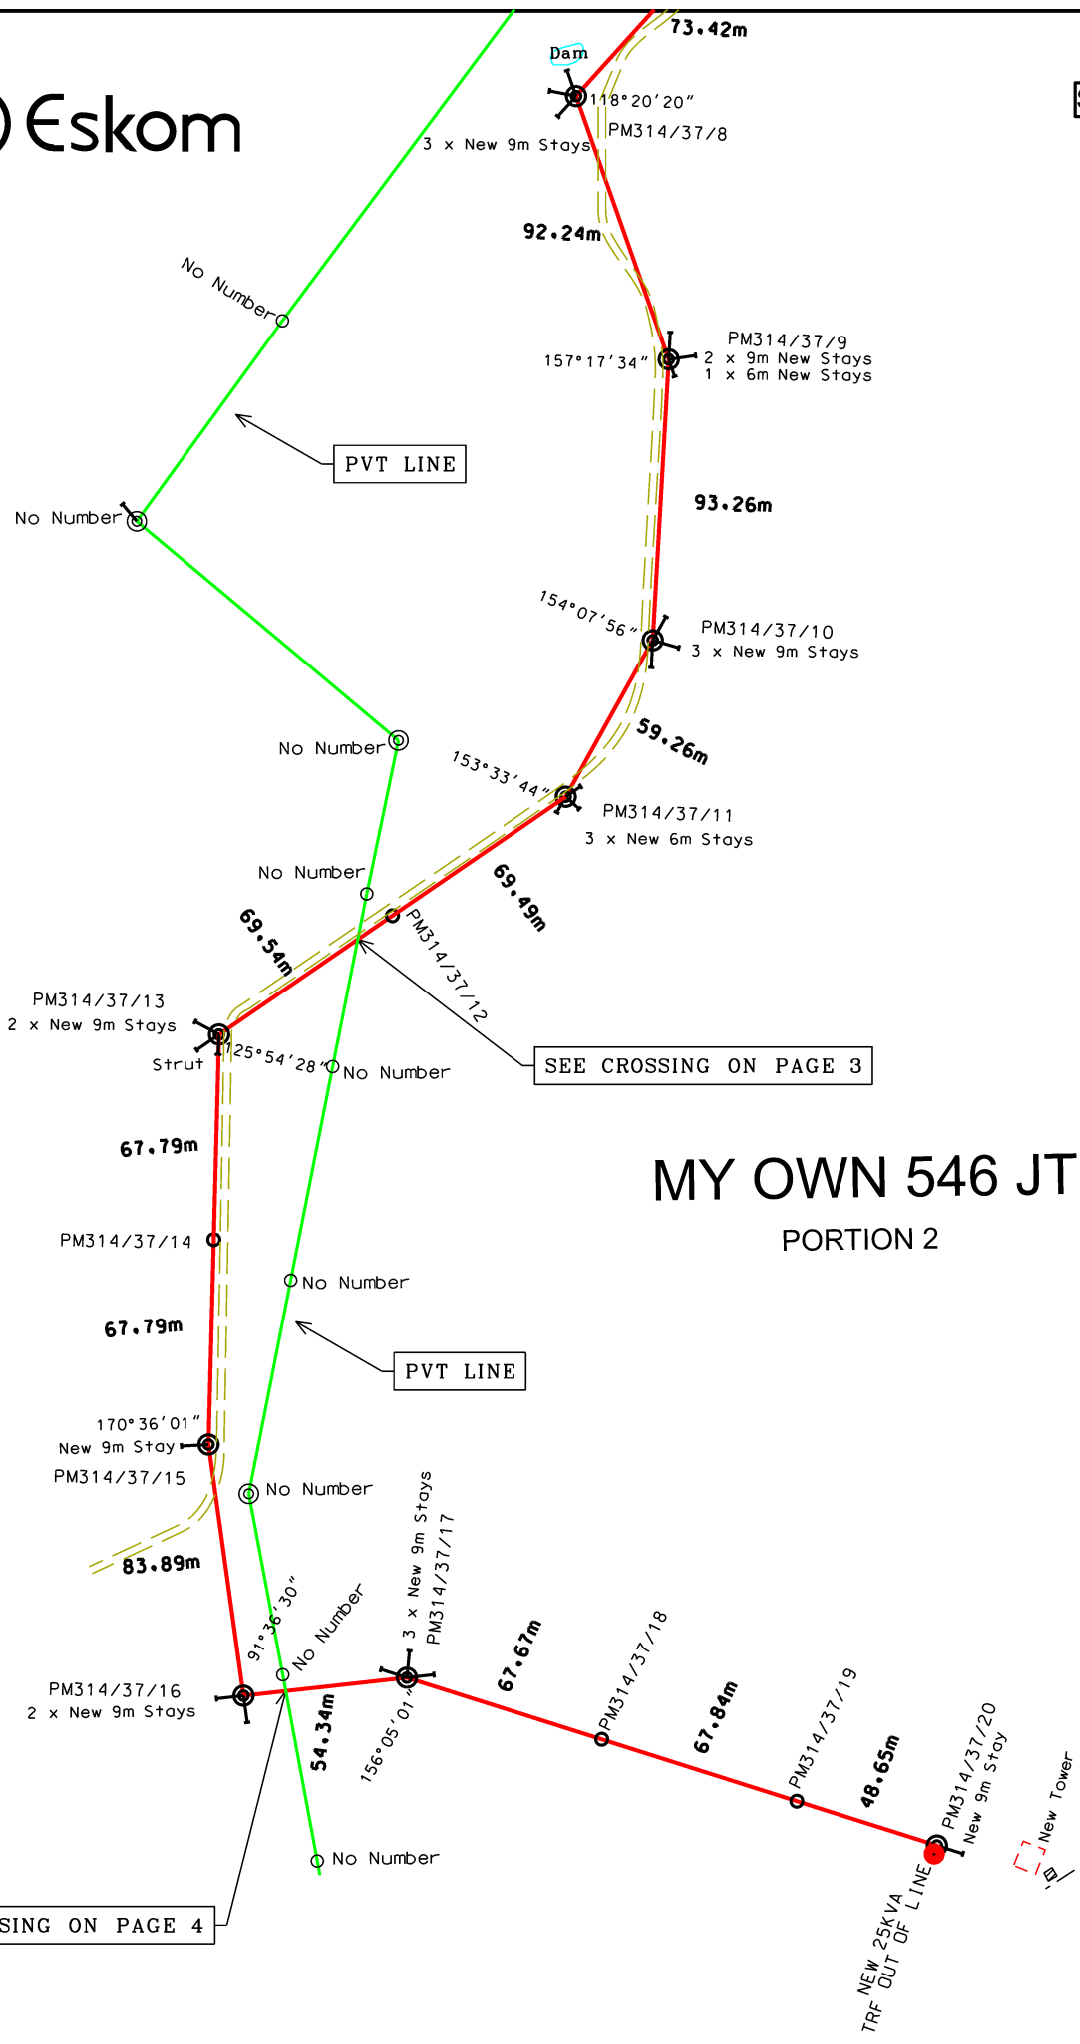 73.42m
Dam
Eskom
118°20'20"
PM314/37/8
3 x New 9m Stays
92.24m
No Number
PM314/37/9
157°17'34"
2 x 9m New Stays
1 x 6m New Stays
PVT LINE
93.26m
No Number
154°07'56"
PM314/37/10
3 x New 9m Stays
59.26m
No Number
153°33'44"
PM314/37/11
3 x New 6m Stays
No Number
69.49m
PM314/37/12
69.54m
PM314/37/13
2 x New 9m Stays
Strut
125°54'28"
No Number
SEE CROSSING ON PAGE 3
67.79m
MY OWN 546 JT
PORTION 2
PM314/37/14
No Number
67.79m
PVT LINE
170°36'01"
New 9m Stay
PM314/37/15
No Number
3 x New 9m Stays
PM314/37/17
83.89m
91°36'30"
No Number
67.67m
PM314/37/18
PM314/37/16
2 x New 9m Stays
54.34m
156°05'01"
67.84m
PM314/37/19
48.65m
PM314/37/20
New 9m Stay
New Tower
No Number
SING ON PAGE 4
NEW 25KVA
TRF OUT OF LINE